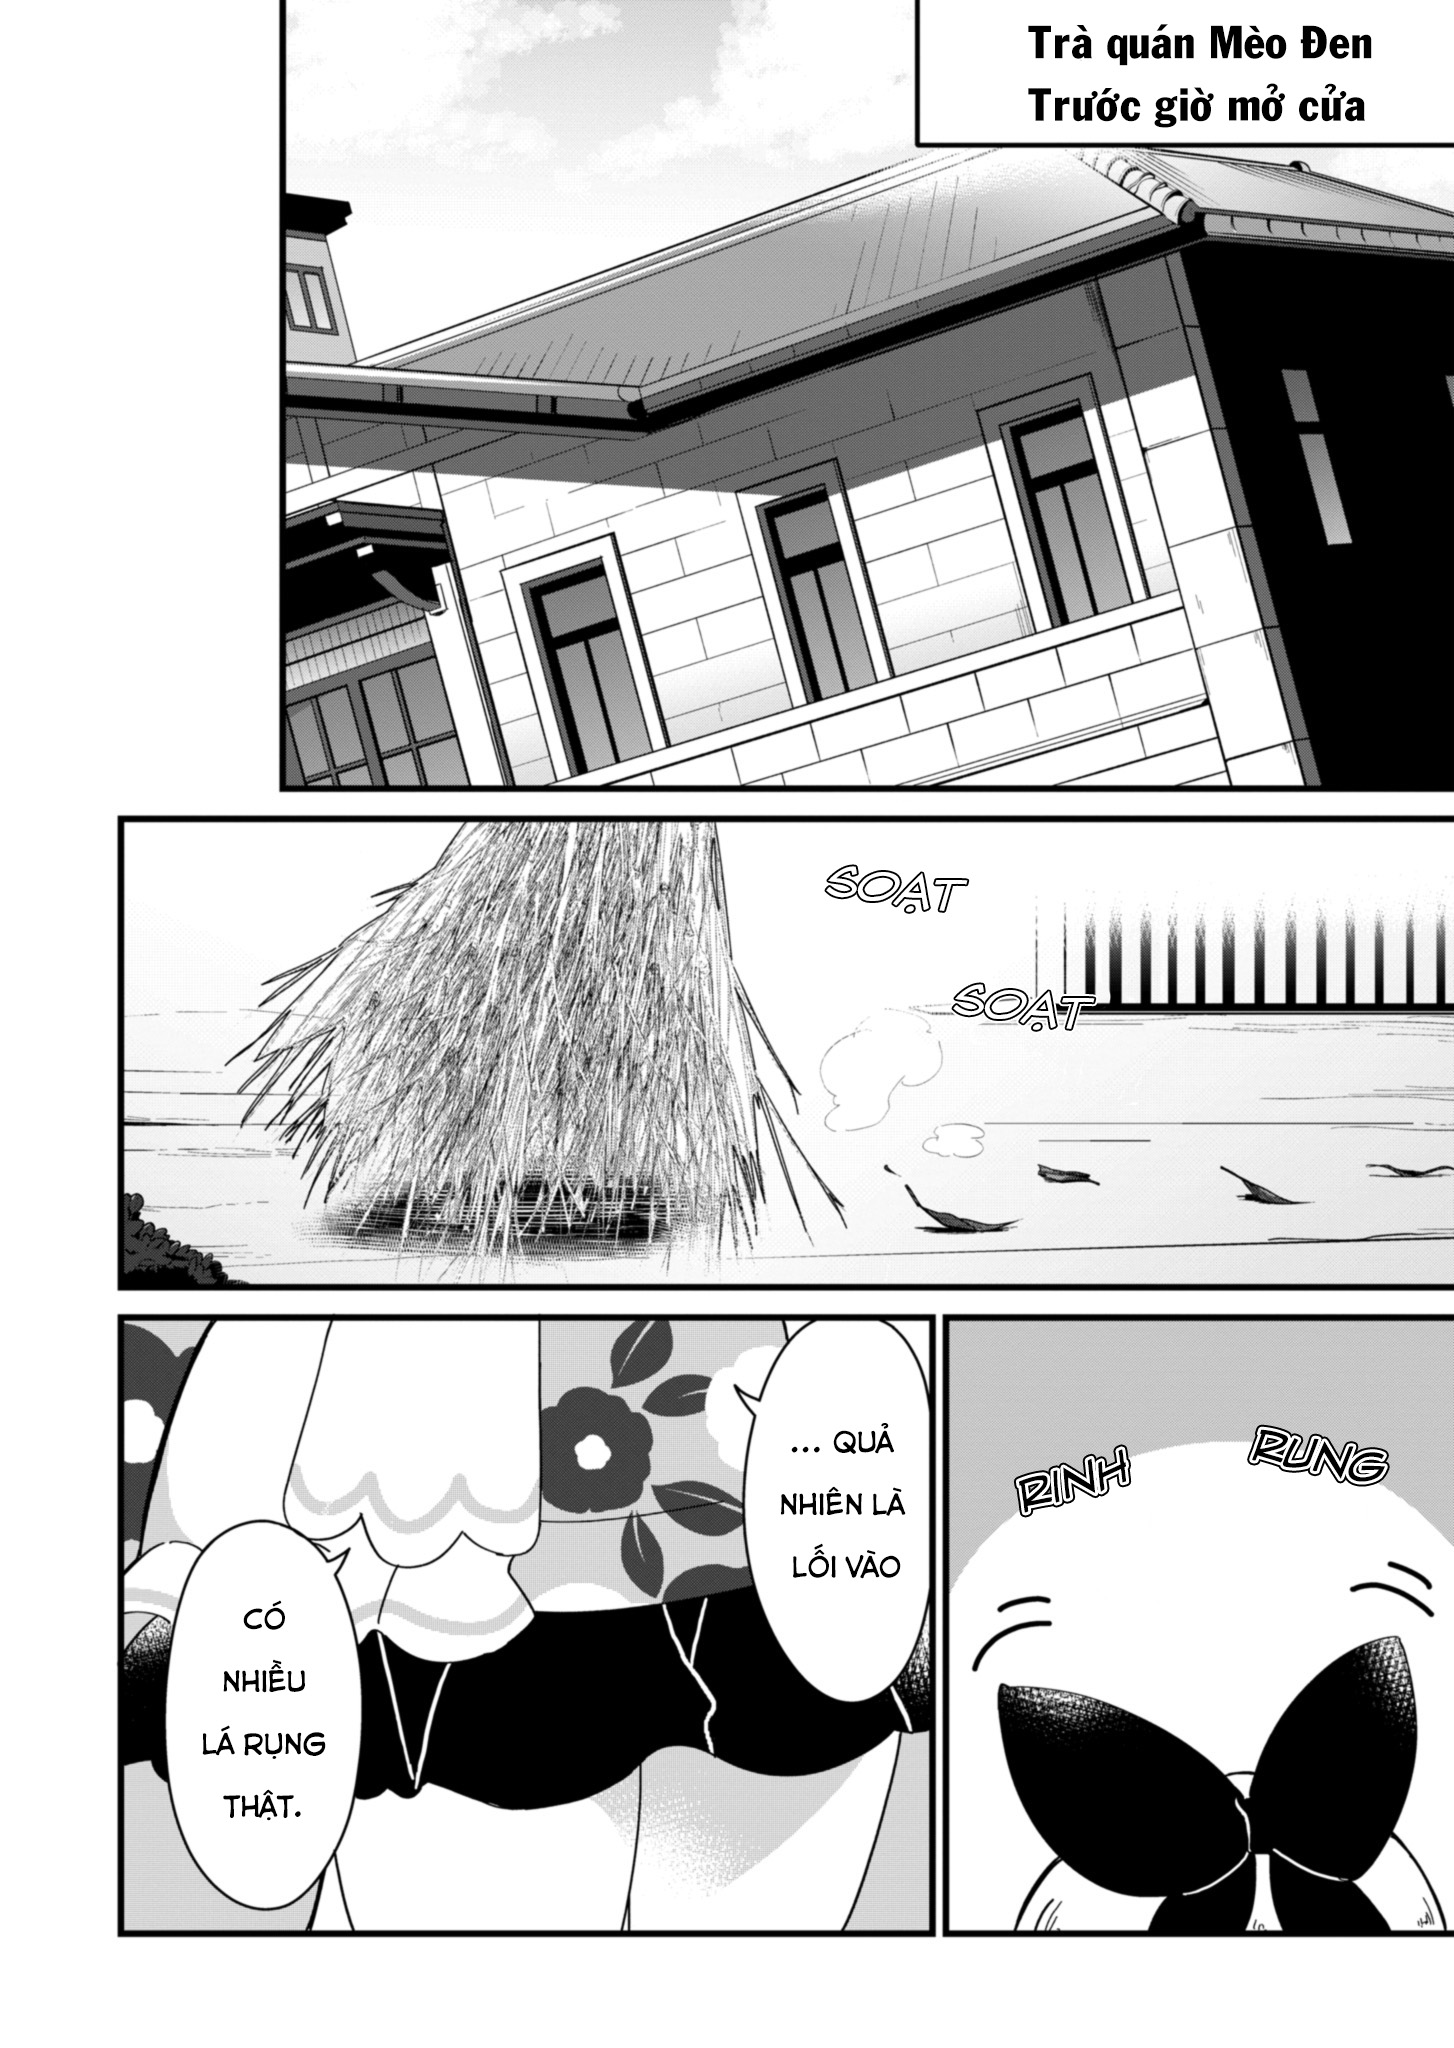 Trà quán Mèo Đen
Trước giờ mở cửa
SOẠT
SOẠT
RUNG
RINH
... QUẢ
NHIÊN LÀ
LỐI VÀO
CÓ
NHIỀU
LÁ RỤNG
THẬT.